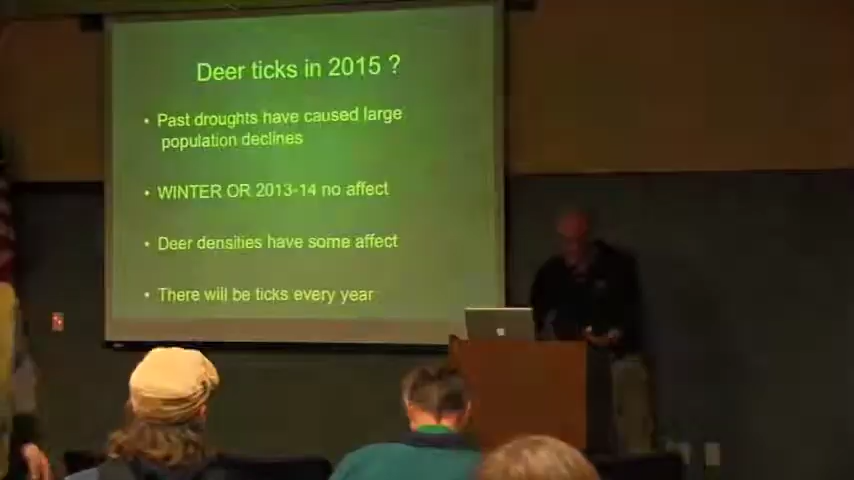 Deer ticks in 2015 ?
• Past droughts have caused large
population declines
• WINTER OR 2013-14 no affect
• Deer densities have some affect
• There will be ticks every year